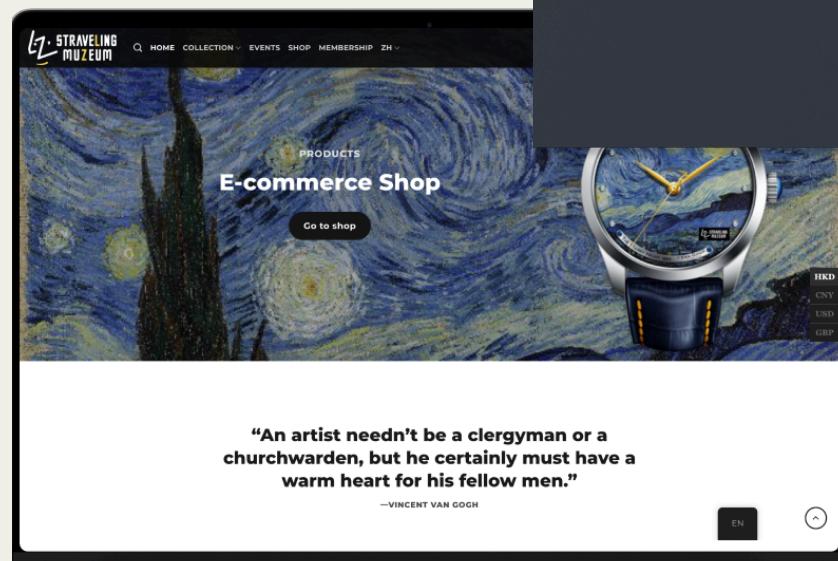 LZ. STRAVELING
MUZEUM
HOME COLLECTION EVENTS SHOP MEMBERSHIP ZH
PRODUCTS
E-commerce Shop
Go to shop
HKD
CNY
USD
GBP
“An artist needn’t be a clergyman or a
churchwarden, but he certainly must have a
warm heart for his fellow men.”
—VINCENT VAN GOGH
EN